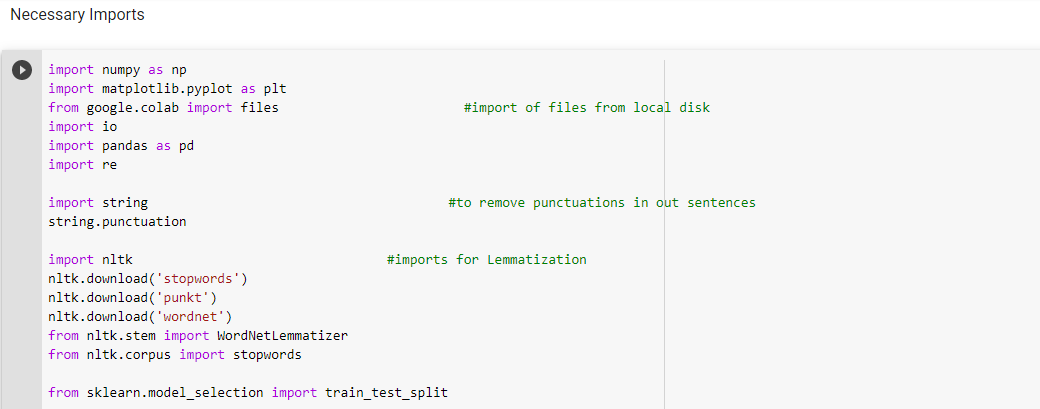 Necessary Imports
import numpy as np
import matplotlib.pyplot as plt
from google.colab import files #import of files from local disk
import io
import pandas as pd
import re
import string #to remove punctuations in out sentences
string.punctuation
import nltk #imports for Lemmatization
nltk.download('stopwords')
nltk.download('punkt')
nltk.download('wordnet')
from nltk.stem import WordNetLemmatizer
from nltk.corpus import stopwords
from sklearn.model_selection import train_test_split